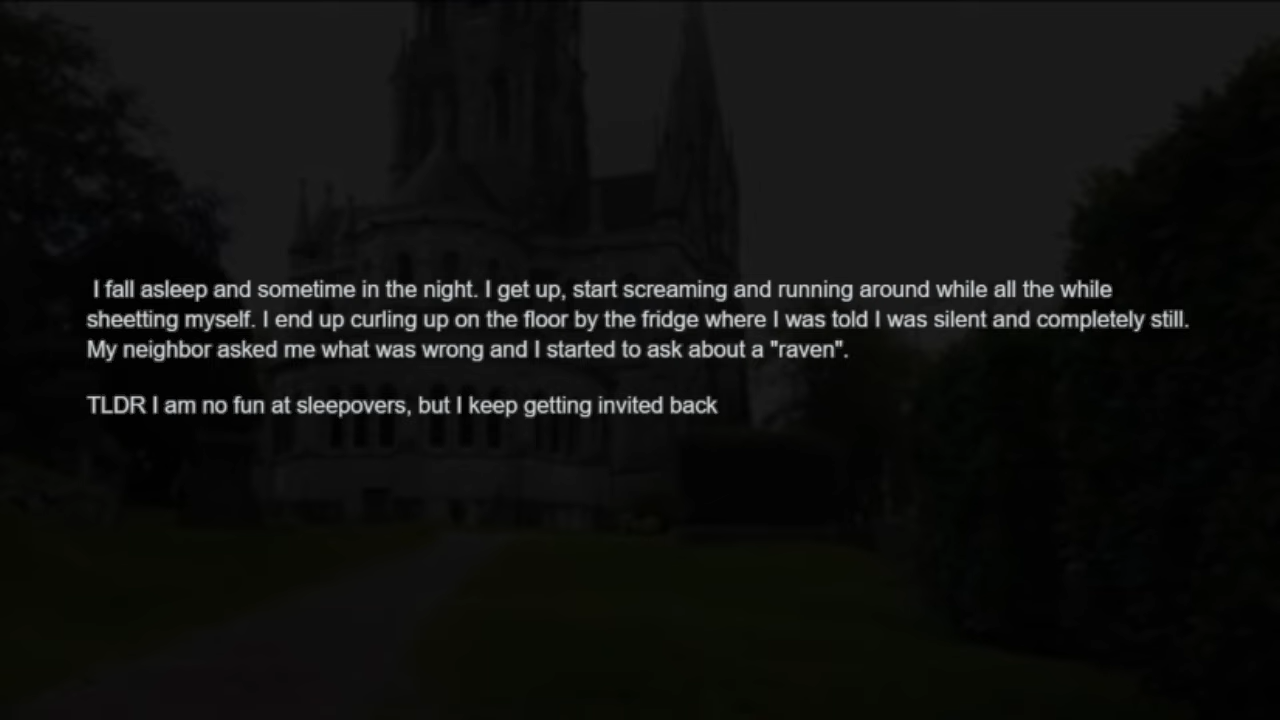 I fall asleep and sometime in the night. I get up, start screaming and running around while all the while
sheetting myself. I end up curling up on the floor by the fridge where I was told I was silent and completely still.
My neighbor asked me what was wrong and I started to ask about a "raven".
TLDR I am no fun at sleepovers, but I keep getting invited back